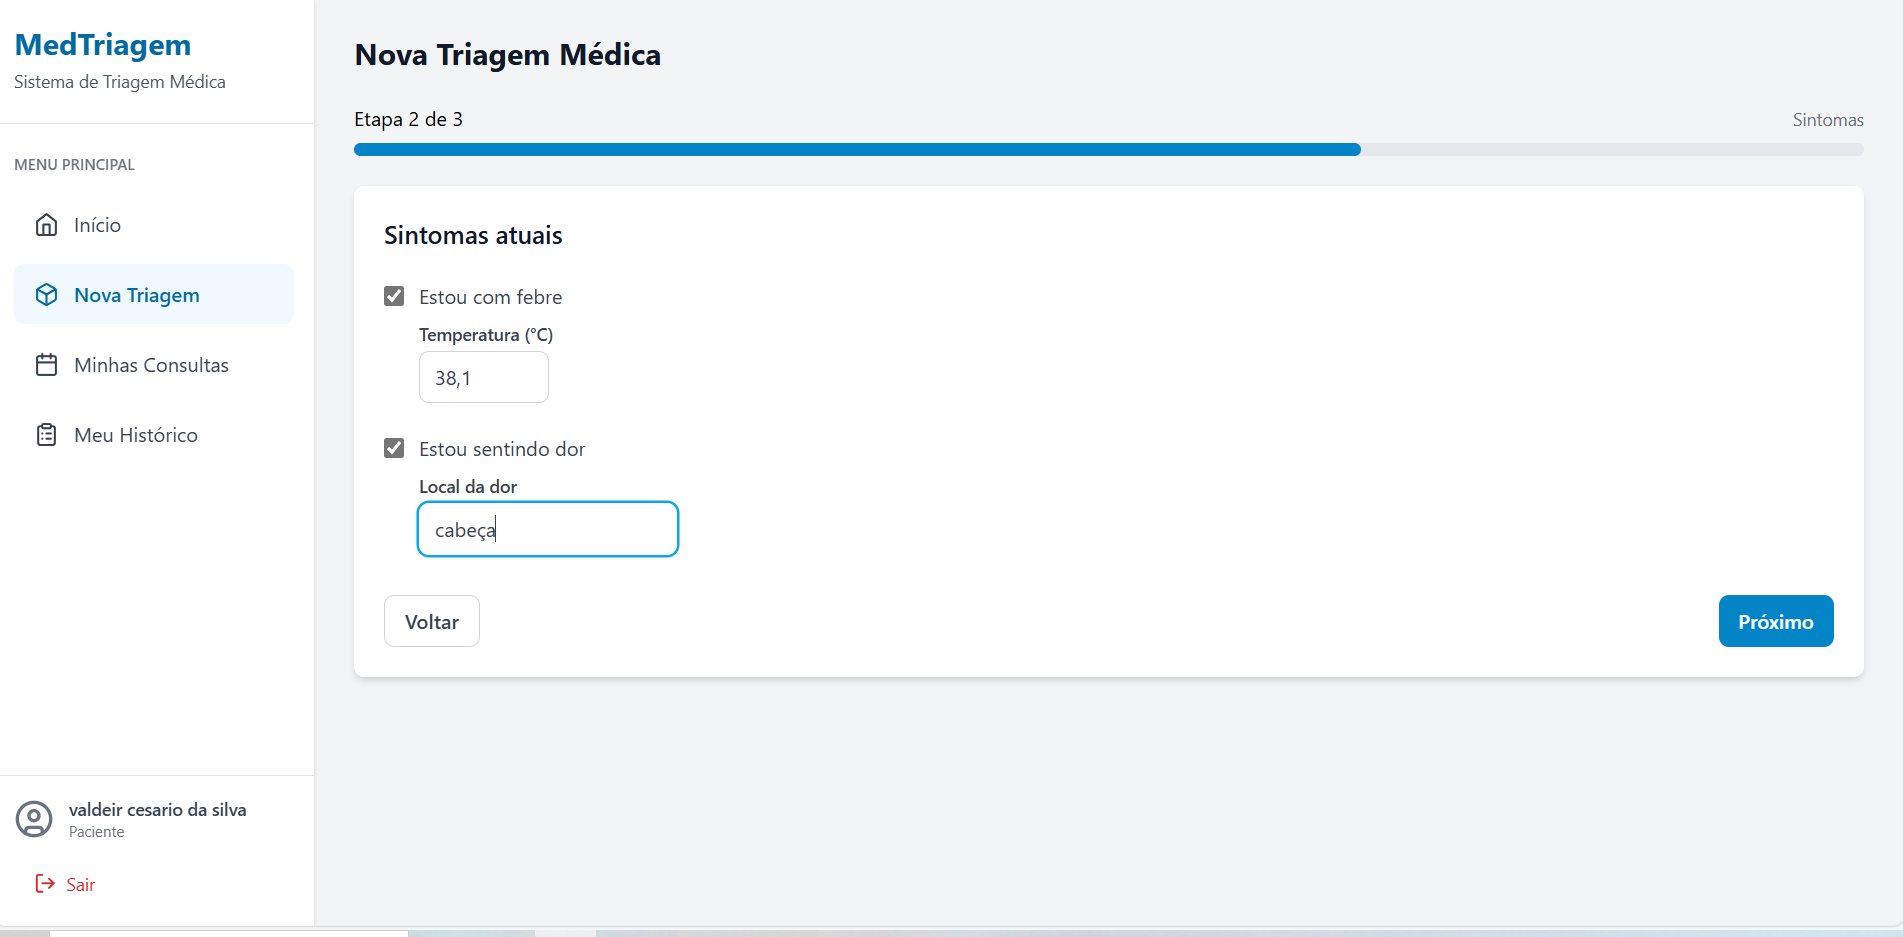 MedTriagem
Sistema de Triagem Médica
MENU PRINCIPAL
Início
Nova Triagem
Minhas Consultas
Meu Histórico
valdeir cesario da silva
Paciente
Sair
Nova Triagem Médica
Etapa 2 de 3
Sintomas
Sintomas atuais
Estou com febre
Temperatura (°C)
38,1
Estou sentindo dor
Local da dor
cabeça
Voltar
Próximo